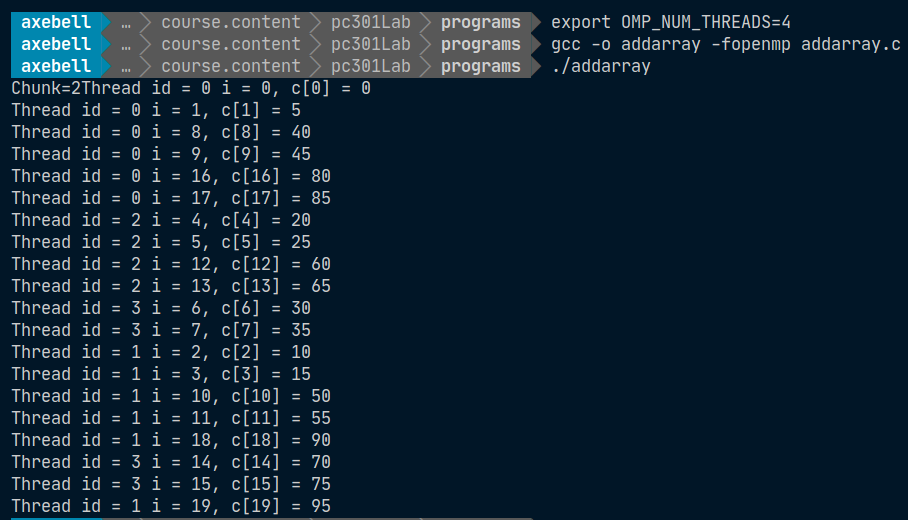 axebell … course.content pc301Lab programs export OMP_NUM_THREADS=4
axebell … course.content pc301Lab programs gcc -o addarray -fopenmp addarray.c
axebell … course.content pc301Lab programs ./addarray
Chunk=2Thread id = 0 i = 0, c[0] = 0
Thread id = 0 i = 1, c[1] = 5
Thread id = 0 i = 8, c[8] = 40
Thread id = 0 i = 9, c[9] = 45
Thread id = 0 i = 16, c[16] = 80
Thread id = 0 i = 17, c[17] = 85
Thread id = 2 i = 4, c[4] = 20
Thread id = 2 i = 5, c[5] = 25
Thread id = 2 i = 12, c[12] = 60
Thread id = 2 i = 13, c[13] = 65
Thread id = 3 i = 6, c[6] = 30
Thread id = 3 i = 7, c[7] = 35
Thread id = 1 i = 2, c[2] = 10
Thread id = 1 i = 3, c[3] = 15
Thread id = 1 i = 10, c[10] = 50
Thread id = 1 i = 11, c[11] = 55
Thread id = 1 i = 18, c[18] = 90
Thread id = 3 i = 14, c[14] = 70
Thread id = 3 i = 15, c[15] = 75
Thread id = 1 i = 19, c[19] = 95